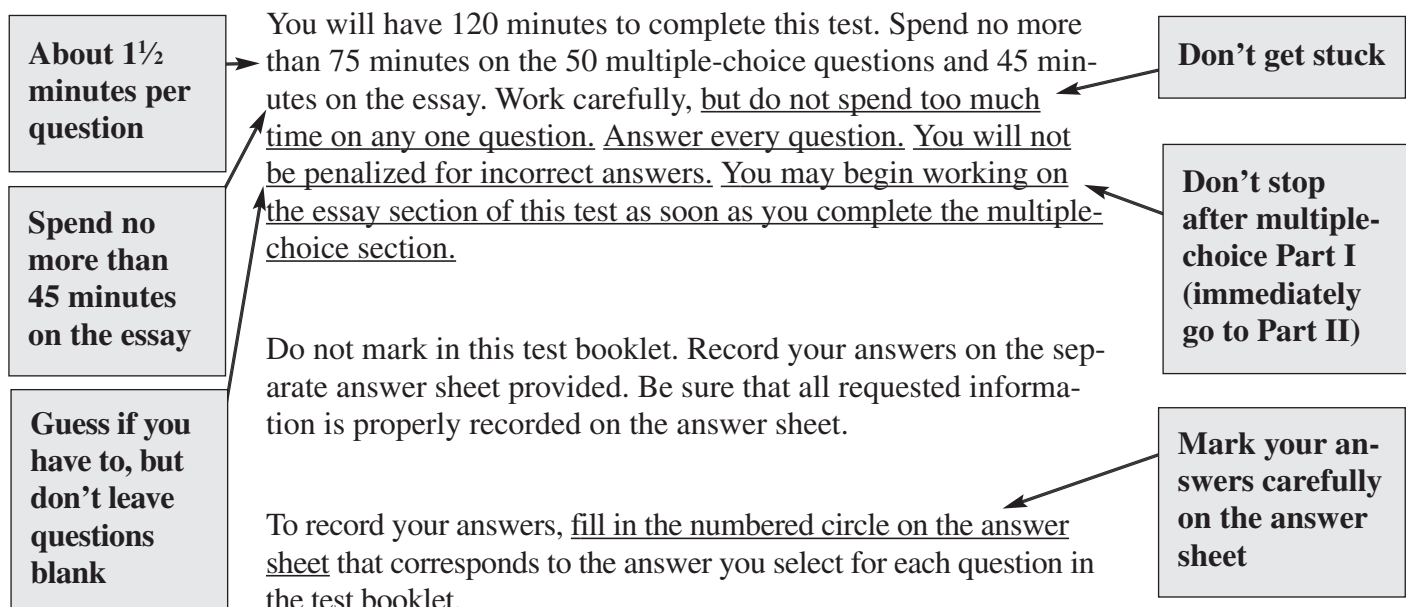 About 1½
minutes per
question
Spend no
more than
45 minutes
on the essay
Guess if you
have to, but
don't leave
questions
blank
You will have 120 minutes to complete this test. Spend no more
than 75 minutes on the 50 multiple-choice questions and 45 min-
utes on the essay. Work carefully, but do not spend too much
time on any one question. Answer every question. You will not
be penalized for incorrect answers. You may begin working on
the essay section of this test as soon as you complete the multiple-
choice section.
Do not mark in this test booklet. Record your answers on the sep-
arate answer sheet provided. Be sure that all requested informa-
tion is properly recorded on the answer sheet.
To record your answers, fill in the numbered circle on the answer
sheet that corresponds to the answer you select for each question in
the test booklet.
Don't get stuck
Don't stop
after multiple-
choice Part I
(immediately
go to Part II)
Mark your an-
swers carefully
on the answer
sheet